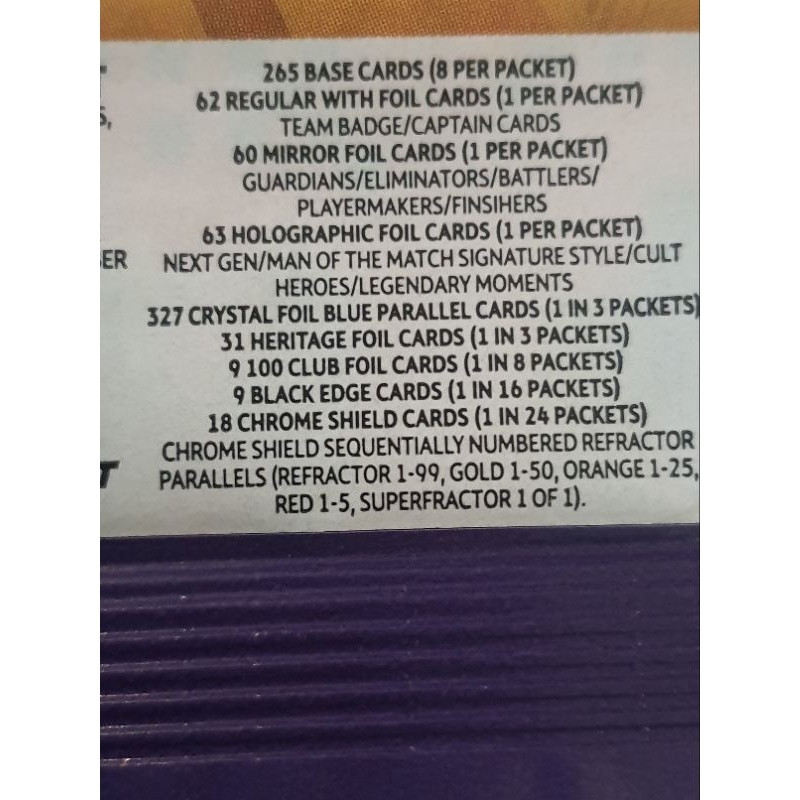 265 BASE CARDS (8 PER PACKET)
62 REGULAR WITH FOIL CARDS (1 PER PACKET)
TEAM BADGE/CAPTAIN CARDS
60 MIRROR FOIL CARDS (1 PER PACKET)
GUARDIANS/ELIMINATORS/BATTLERS/
PLAYERMAKERS/FINSIHERS
63 HOLOGRAPHIC FOIL CARDS (1 PER PACKET)
ER NEXT GEN/MAN OF THE MATCH SIGNATURE STYLE/CULT
HEROES/LEGENDARY MOMENTS
327 CRYSTAL FOIL BLUE PARALLEL CARDS (1 IN 3 PACKETS)
31 HERITAGE FOIL CARDS (1 IN 3 PACKETS)
9 100 CLUB FOIL CARDS (1 IN 8 PACKETS)
9 BLACK EDGE CARDS (1 IN 16 PACKETS)
18 CHROME SHIELD CARDS (1 IN 24 PACKETS)
CHROME SHIELD SEQUENTIALLY NUMBERED REFRACTOR
T PARALLELS (REFRACTOR 1-99, GOLD 1-50, ORANGE 1-25,
RED 1-5, SUPERFRACTOR 1 OF 1).